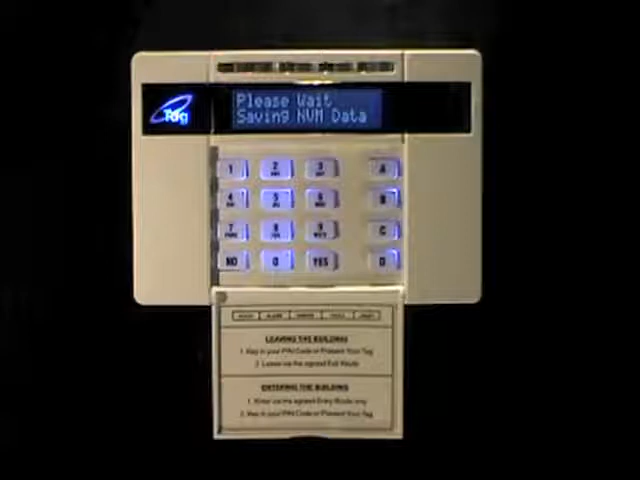 Please Wait
Saving NVM Data
Tag
1 2 3 A
4 5 6 B
7 8 9 C
NO 0 YES D
LEAVING THE BUILDING
1. Key in your PIN Code or Present Your Tag
2. Leave via the agreed Exit Route
ENTERING THE BUILDING
1. Enter via the agreed Entry Route only
2. Key in your PIN Code or Present Your Tag